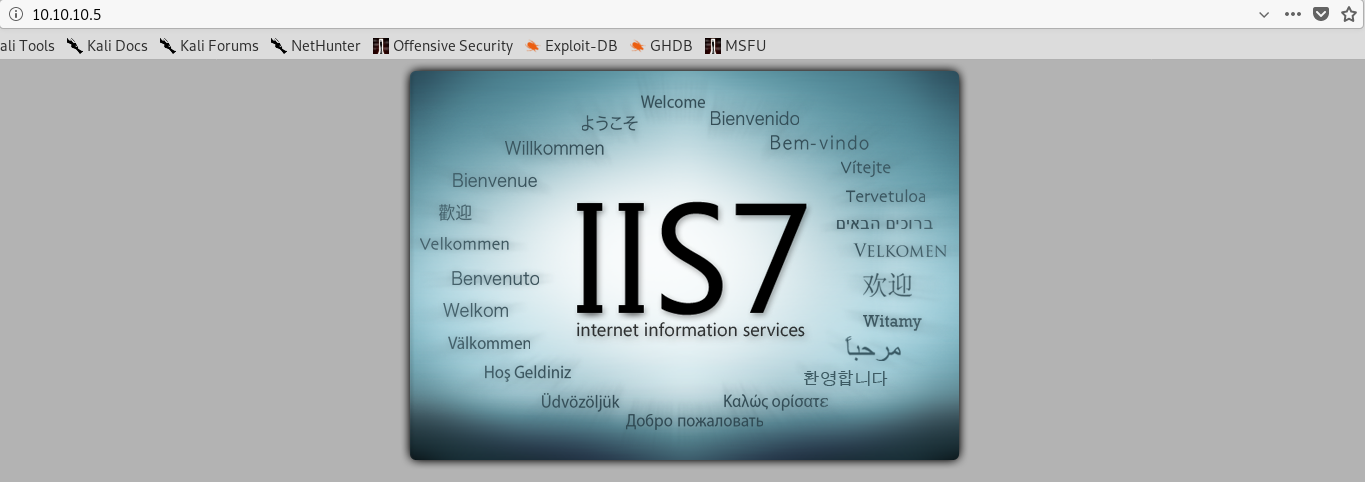 10.10.10.5
ali Tools Kali Docs Kali Forums NetHunter Offensive Security Exploit-DB GHDB MSFU
Welcome
Bienvenido
ようこそ
Bem-vindo
Willkommen
Vítejte
Bienvenue
Tervetuloa
歡迎
ברוכים הבאים
Velkommen
VELKOMEN
Benvenuto
欢迎
Welkom
Witamy
Välkommen
مرحباً
Hoş Geldiniz
환영합니다
Üdvözöljük
Καλώς ορίσατε
Добро пожаловать
IIS7
internet information services